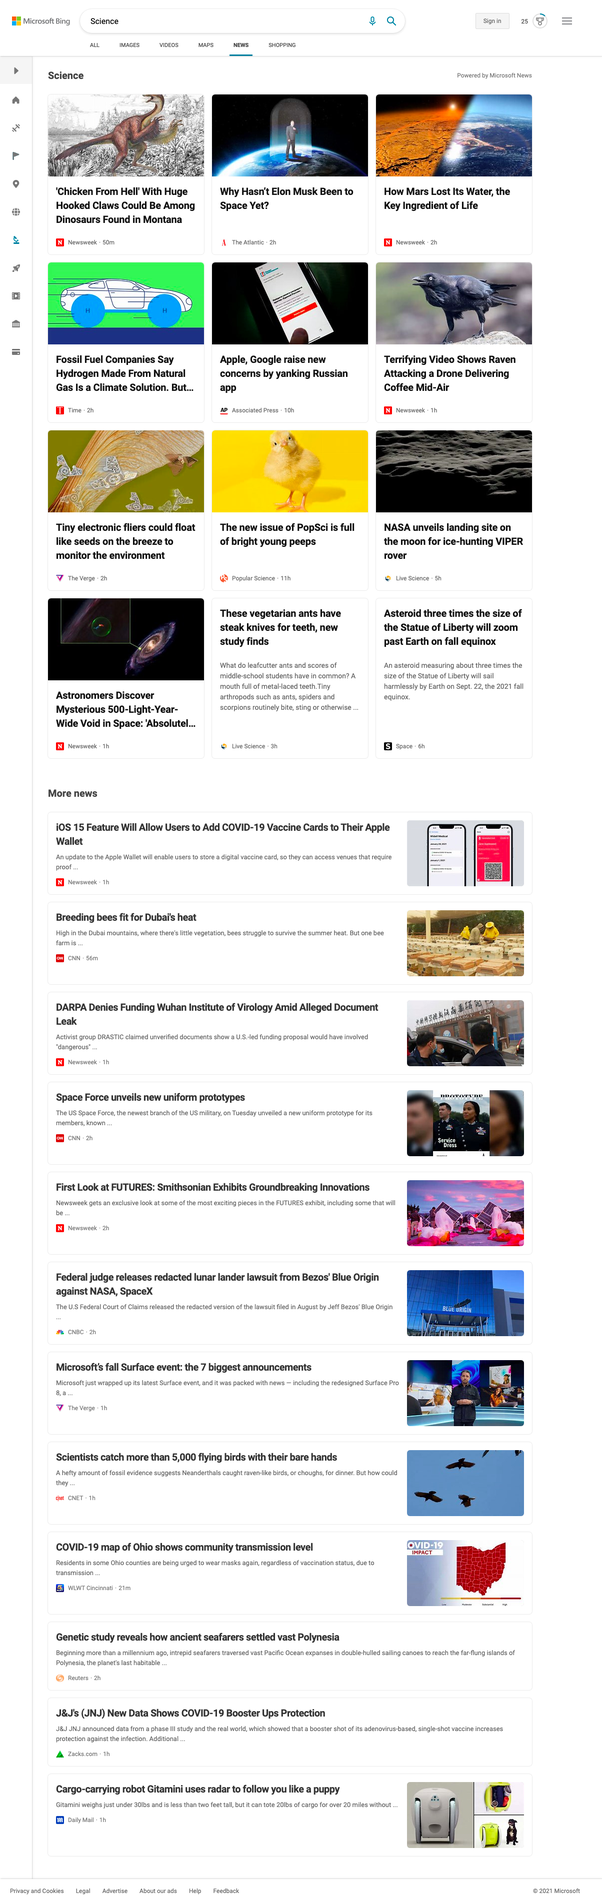 Microsoft Bing
Science
Sign in
25
ALL
IMAGES
VIDEOS
MAPS
NEWS
SHOPPING
Science
Powered by Microsoft News
'Chicken From Hell' With Huge
Hooked Claws Could Be Among
Dinosaurs Found in Montana
Newsweek · 50m
Why Hasn't Elon Musk Been to
Space Yet?
The Atlantic · 2h
How Mars Lost Its Water, the
Key Ingredient of Life
Newsweek · 2h
Fossil Fuel Companies Say
Hydrogen Made From Natural
Gas Is a Climate Solution. But...
Time · 2h
Apple, Google raise new
concerns by yanking Russian
app
AP
Associated Press · 10h
Terrifying Video Shows Raven
Attacking a Drone Delivering
Coffee Mid-Air
Newsweek · 1h
Tiny electronic fliers could float
like seeds on the breeze to
monitor the environment
The Verge · 2h
The new issue of PopSci is full
of bright young peeps
Popular Science · 11h
NASA unveils landing site on
the moon for ice-hunting VIPER
rover
Live Science · 5h
Astronomers Discover
Mysterious 500-Light-Year-
Wide Void in Space: 'Absolutel...
Newsweek · 1h
These vegetarian ants have
steak knives for teeth, new
study finds
What do leafcutter ants and scores of
middle-school students have in common? A
mouth full of metal-laced teeth.Tiny
arthropods such as ants, spiders and
scorpions routinely bite, sting or otherwise ...
Live Science · 3h
Asteroid three times the size of
the Statue of Liberty will zoom
past Earth on fall equinox
An asteroid measuring about three times the
size of the Statue of Liberty will sail
harmlessly by Earth on Sept. 22, the 2021 fall
equinox.
Space · 6h
More news
iOS 15 Feature Will Allow Users to Add COVID-19 Vaccine Cards to Their Apple
Wallet
An update to the Apple Wallet will enable users to store a digital vaccine card, so they can access venues that require
proof ...
Newsweek · 1h
Breeding bees fit for Dubai's heat
High in the Dubai mountains, where there's little vegetation, bees struggle to survive the summer heat. But one bee
farm is ...
CNN · 56m
DARPA Denies Funding Wuhan Institute of Virology Amid Alleged Document
Leak
Activist group DRASTIC claimed unverified documents show a U.S.-led funding proposal would have involved
"dangerous" ...
Newsweek · 1h
Space Force unveils new uniform prototypes
The US Space Force, the newest branch of the US military, on Tuesday unveiled a new uniform prototype for its
members, known ...
CNN · 2h
PROTOTYPE
Service
Dress
First Look at FUTURES: Smithsonian Exhibits Groundbreaking Innovations
Newsweek gets an exclusive look at some of the most exciting pieces in the FUTURES exhibit, including some that will
be ...
Newsweek · 2h
Federal judge releases redacted lunar lander lawsuit from Bezos' Blue Origin
against NASA, SpaceX
The U.S Federal Court of Claims released the redacted version of the lawsuit filed in August by Jeff Bezos' Blue Origin
...
CNBC · 2h
BLUE ORIGIN
Microsoft's fall Surface event: the 7 biggest announcements
Microsoft just wrapped up its latest Surface event, and it was packed with news — including the redesigned Surface Pro
8, a ...
The Verge · 1h
Scientists catch more than 5,000 flying birds with their bare hands
A hefty amount of fossil evidence suggests Neanderthals caught raven-like birds, or choughs, for dinner. But how could
they ...
CNET · 1h
COVID-19 map of Ohio shows community transmission level
Residents in some Ohio counties are being urged to wear masks again, regardless of vaccination status, due to
transmission ...
WLWT Cincinnati · 21m
OVID-19
IMPACT
Genetic study reveals how ancient seafarers settled vast Polynesia
Beginning more than a millennium ago, intrepid seafarers traversed vast Pacific Ocean expanses in double-hulled sailing canoes to reach the far-flung islands of
Polynesia, the planet's last habitable ...
Reuters · 2h
J&J's (JNJ) New Data Shows COVID-19 Booster Ups Protection
J&J JNJ announced data from a phase III study and the real world, which showed that a booster shot of its adenovirus-based, single-shot vaccine increases
protection against the infection. Additional ...
Zacks.com · 1h
Cargo-carrying robot Gitamini uses radar to follow you like a puppy
Gitamini weighs just under 30lbs and is less than two feet tall, but it can tote 20lbs of cargo for over 20 miles without ...
Daily Mail · 1h
Privacy and Cookies
Legal
Advertise
About our ads
Help
Feedback
© 2021 Microsoft